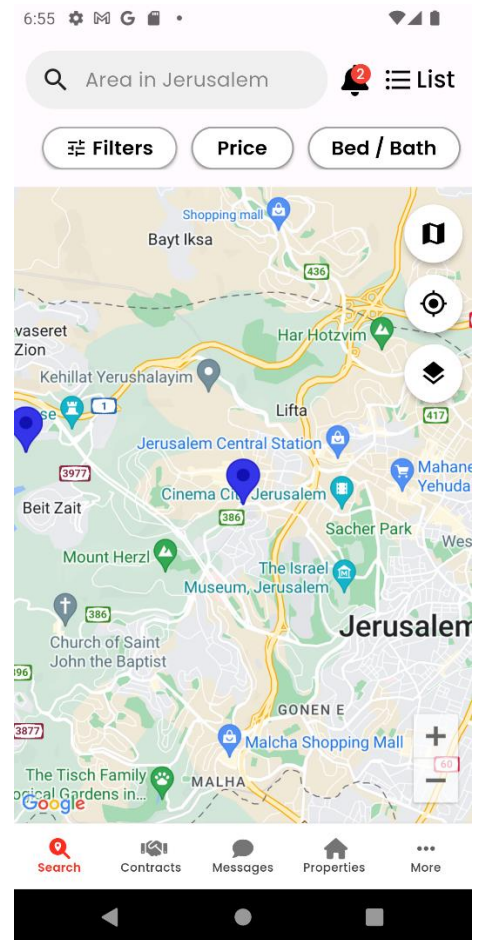 6:55
Area in Jerusalem
2
List
Filters
Price
Bed / Bath
Shopping mall
Bayt Iksa
436
Har Hotzvim
vaseret
Zion
Kehillat Yerushalayim
1
Lifta
417
Jerusalem Central Station
3977
Mahane
Yehuda
Cinema City Jerusalem
386
Beit Zait
Sacher Park
Wes
Mount Herzl
The Israel
Museum, Jerusalem
386
Church of Saint
John the Baptist
Jerusalem
396
GONEN E
3877
Malcha Shopping Mall
60
The Tisch Family
ogical Gardens in...
MALHA
Google
Search
Contracts
Messages
Properties
More